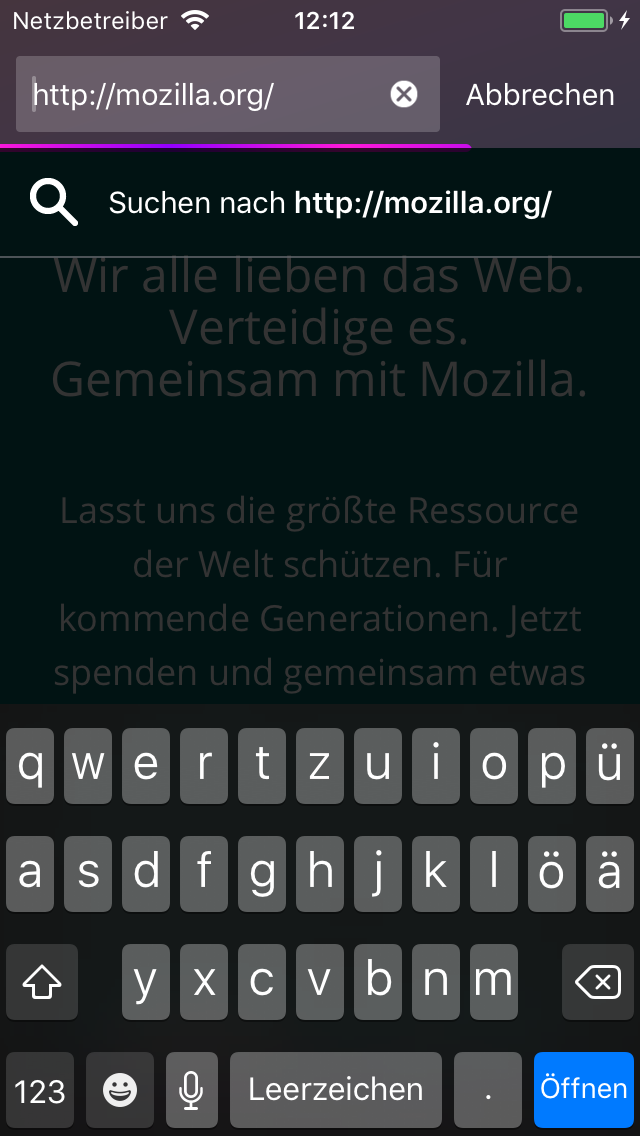 Netzbetreiber 12:12
http://mozilla.org/ Abbrechen
Suchen nach http://mozilla.org/
Wir alle lieben das Web.
Verteidige es.
Gemeinsam mit Mozilla.
Lasst uns die größte Ressource
der Welt schützen. Für
kommende Generationen. Jetzt
spenden und gemeinsam etwas
q w e r t z u i o p ü
a s d f g h j k l ö ä
y x c v b n m
123 Leerzeichen . Öffnen